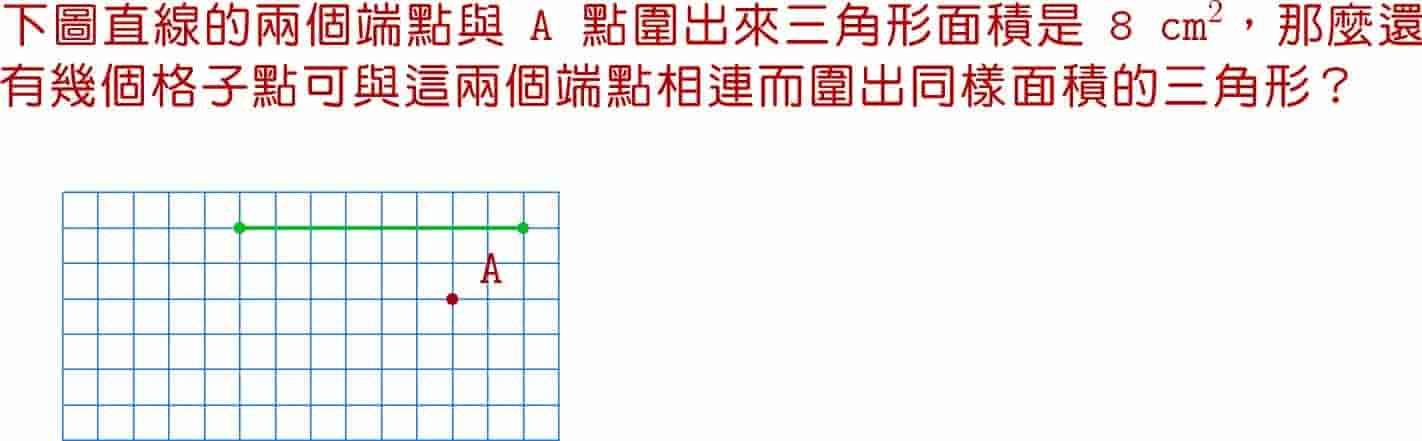 下圖直線的兩個端點與 A 點圍出來三角形面積是 8 cm²，那麼還
有幾個格子點可與這兩個端點相連而圍出同樣面積的三角形？
A